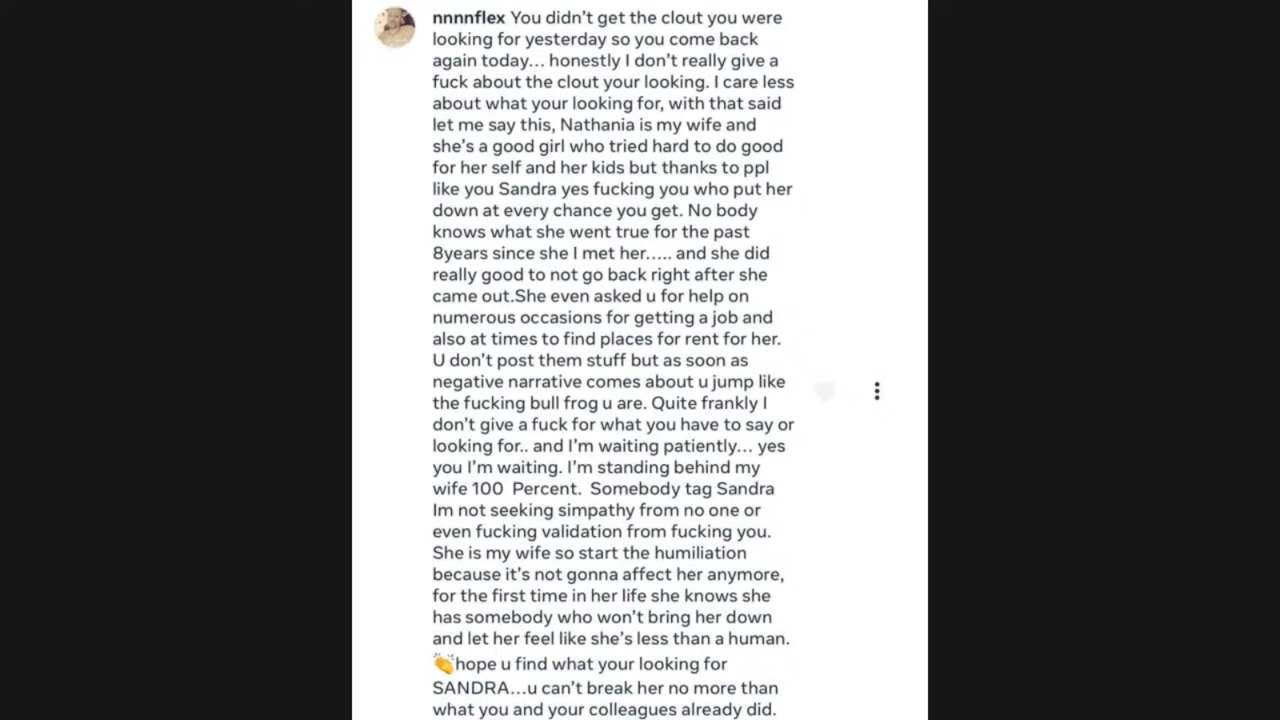 nnnnflex You didn’t get the clout you were
looking for yesterday so you come back
again today... honestly I don’t really give a
fuck about the clout your looking. I care less
about what your looking for, with that said
let me say this, Nathania is my wife and
she’s a good girl who tried hard to do good
for her self and her kids but thanks to ppl
like you Sandra yes fucking you who put her
down at every chance you get. No body
knows what she went true for the past
8years since she I met her..... and she did
really good to not go back right after she
came out.She even asked u for help on
numerous occasions for getting a job and
also at times to find places for rent for her.
U don’t post them stuff but as soon as
negative narrative comes about u jump like
the fucking bull frog u are. Quite frankly I
don’t give a fuck for what you have to say or
looking for.. and I’m waiting patiently... yes
you I’m waiting. I’m standing behind my
wife 100  Percent.  Somebody tag Sandra
Im not seeking simpathy from no one or
even fucking validation from fucking you.
She is my wife so start the humiliation
because it’s not gonna affect her anymore,
for the first time in her life she knows she
has somebody who won’t bring her down
and let her feel like she’s less than a human.
👏hope u find what your looking for
SANDRA...u can’t break her no more than
what you and your colleagues already did.